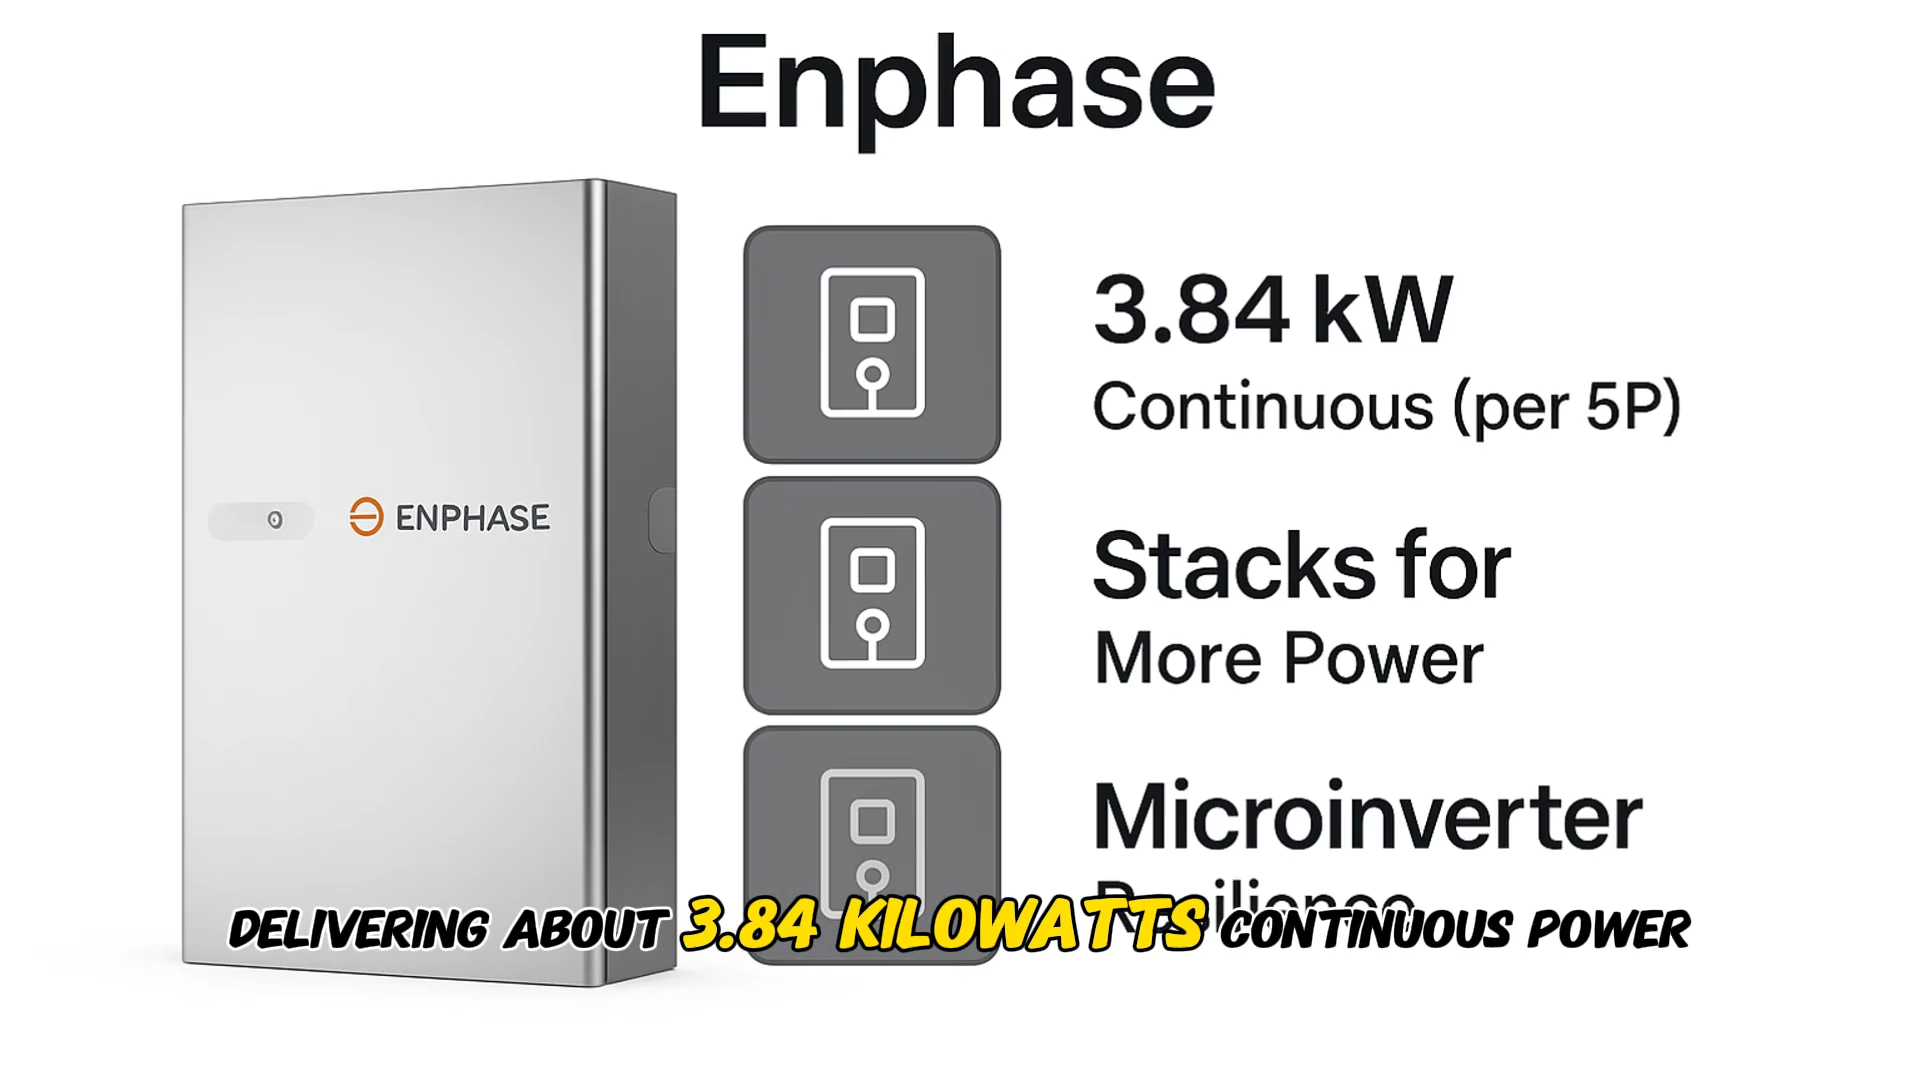 Enphase
ENPHASE
3.84 kW
Continuous (per 5P)
Stacks for
More Power
Microinverter
Resilience
DELIVERING ABOUT 3.84 KILOWATTS CONTINUOUS POWER